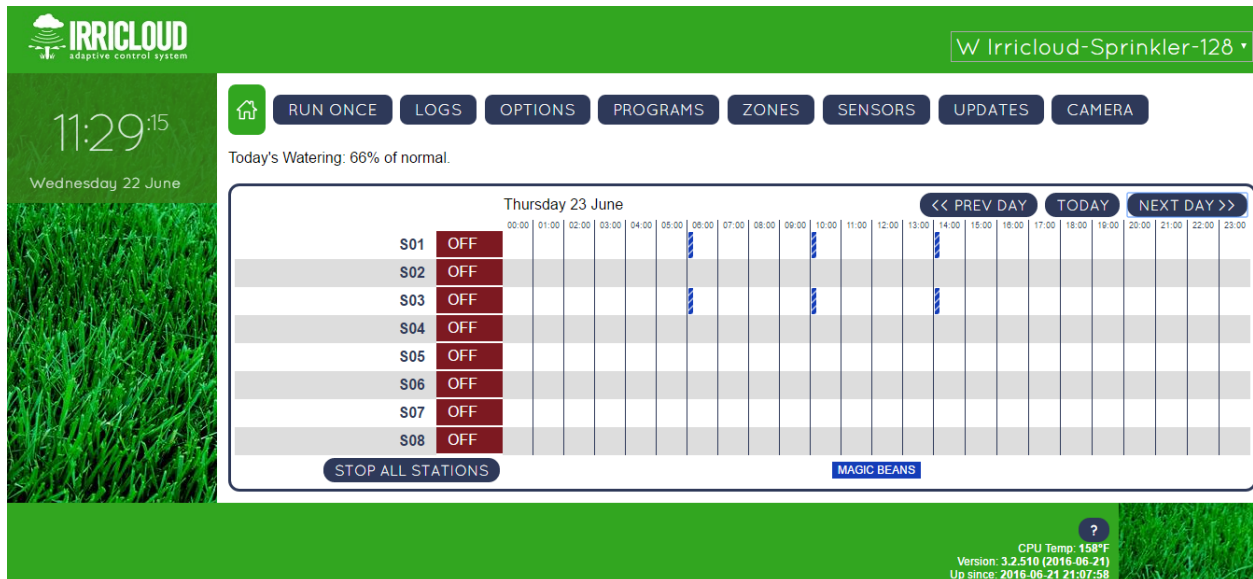 IRRICLOUD
adaptive control system
W Irricloud-Sprinkler-128
11:29:15
Wednesday 22 June
RUN ONCE LOGS OPTIONS PROGRAMS ZONES SENSORS UPDATES CAMERA
Today's Watering: 66% of normal.
Thursday 23 June << PREV DAY TODAY NEXT DAY >>
00:00 01:00 02:00 03:00 04:00 05:00 06:00 07:00 08:00 09:00 10:00 11:00 12:00 13:00 14:00 15:00 16:00 17:00 18:00 19:00 20:00 21:00 22:00 23:00
S01 OFF
S02 OFF
S03 OFF
S04 OFF
S05 OFF
S06 OFF
S07 OFF
S08 OFF
STOP ALL STATIONS MAGIC BEANS
?
CPU Temp: 158°F
Version: 3.2.510 (2016-06-21)
Up since: 2016-06-21 21:07:58